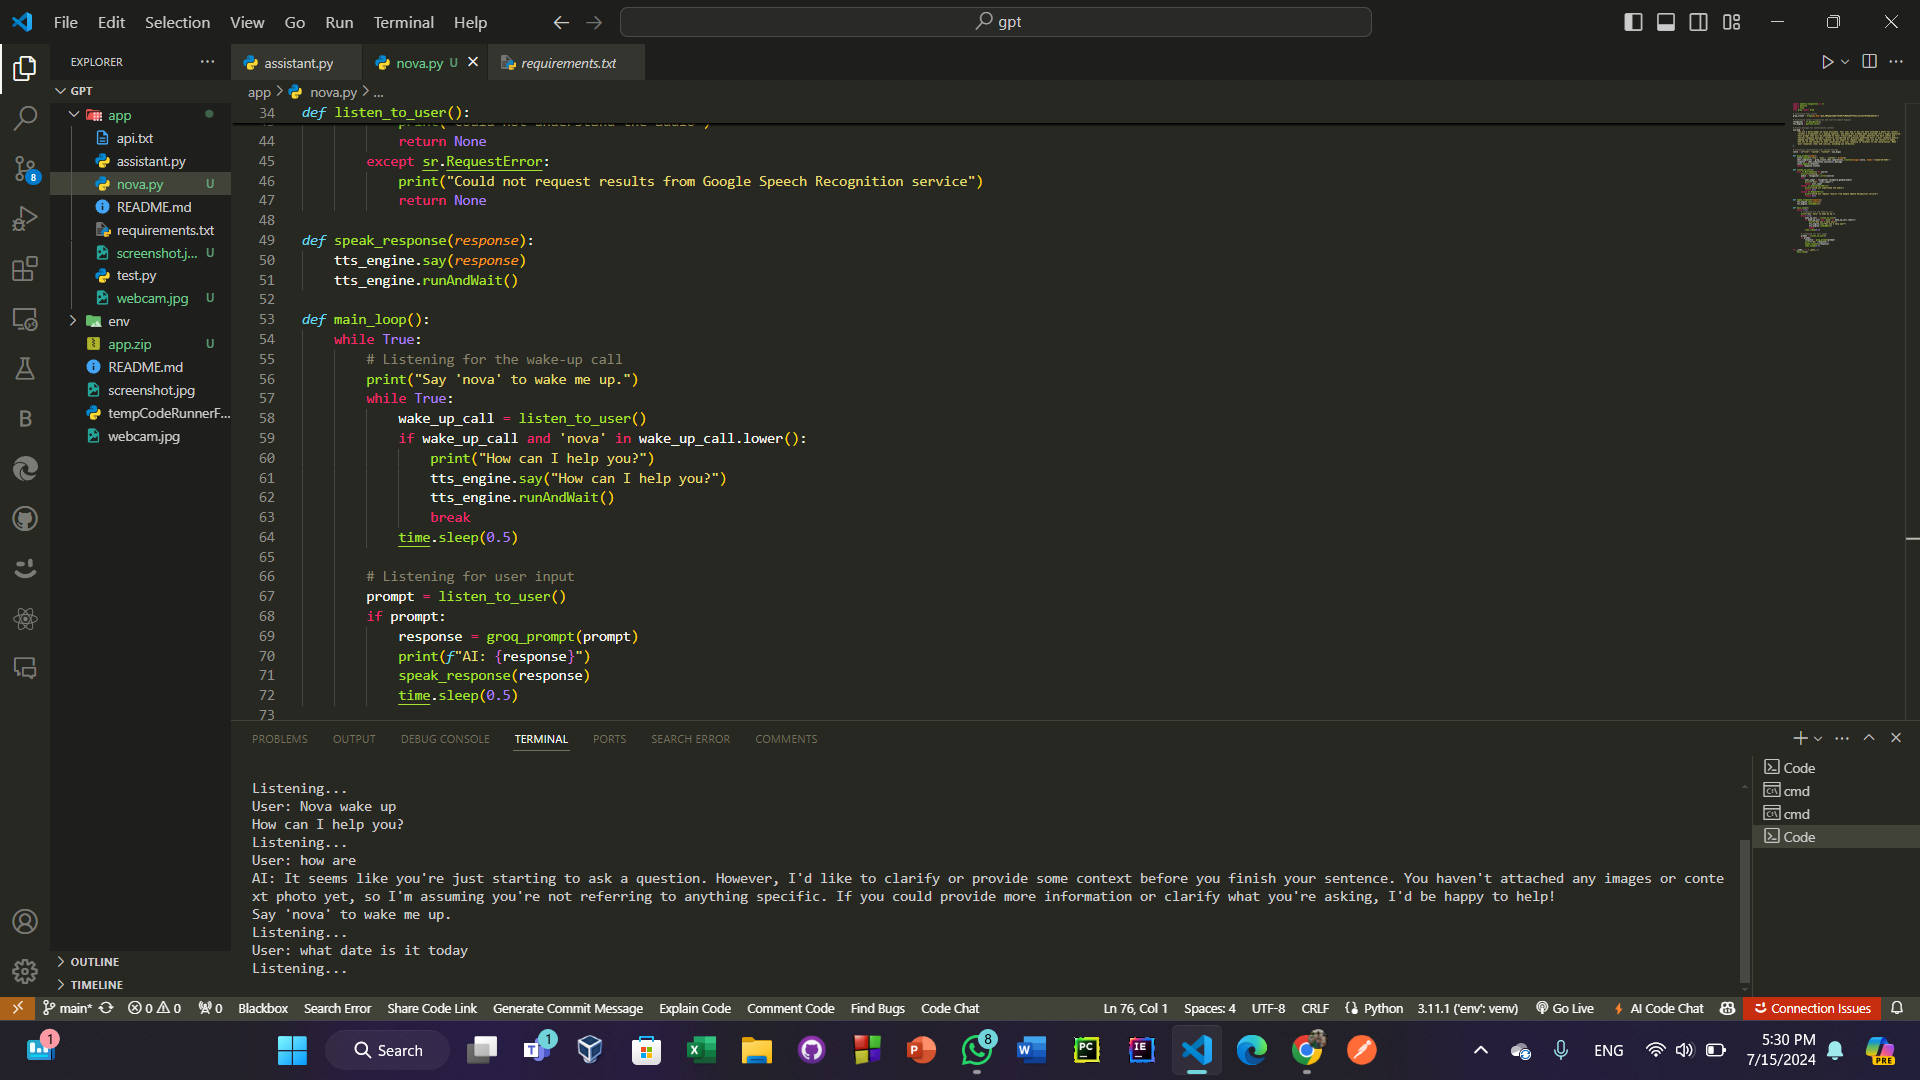 File Edit Selection View Go Run Terminal Help
gpt
EXPLORER
GPT
app
api.txt
assistant.py
nova.py U
README.md
requirements.txt
screenshot.j... U
test.py
webcam.jpg U
env
app.zip U
README.md
screenshot.jpg
tempCodeRunnerF...
webcam.jpg
OUTLINE
TIMELINE
8
B
assistant.py nova.py U requirements.txt
app > nova.py > ...
34 def listen_to_user():
44 return None
45 except sr.RequestError:
46 print("Could not request results from Google Speech Recognition service")
47 return None
48
49 def speak_response(response):
50 tts_engine.say(response)
51 tts_engine.runAndWait()
52
53 def main_loop():
54 while True:
55 # Listening for the wake-up call
56 print("Say 'nova' to wake me up.")
57 while True:
58 wake_up_call = listen_to_user()
59 if wake_up_call and 'nova' in wake_up_call.lower():
60 print("How can I help you?")
61 tts_engine.say("How can I help you?")
62 tts_engine.runAndWait()
63 break
64 time.sleep(0.5)
65
66 # Listening for user input
67 prompt = listen_to_user()
68 if prompt:
69 response = groq_prompt(prompt)
70 print(f"AI: {response}")
71 speak_response(response)
72 time.sleep(0.5)
73
PROBLEMS OUTPUT DEBUG CONSOLE TERMINAL PORTS SEARCH ERROR COMMENTS
Listening...
User: Nova wake up
How can I help you?
Listening...
User: how are
AI: It seems like you're just starting to ask a question. However, I'd like to clarify or provide some context before you finish your sentence. You haven't attached any images or conte
xt photo yet, so I'm assuming you're not referring to anything specific. If you could provide more information or clarify what you're asking, I'd be happy to help!
Say 'nova' to wake me up.
Listening...
User: what date is it today
Listening...
Code
cmd
cmd
Code
main* 0 0 0 Blackbox Search Error Share Code Link Generate Commit Message Explain Code Comment Code Find Bugs Code Chat Ln 76, Col 1 Spaces: 4 UTF-8 CRLF Python 3.11.1 ('env': venv) Go Live AI Code Chat Connection Issues
1 Search 1 8 ENG 5:30 PM
7/15/2024